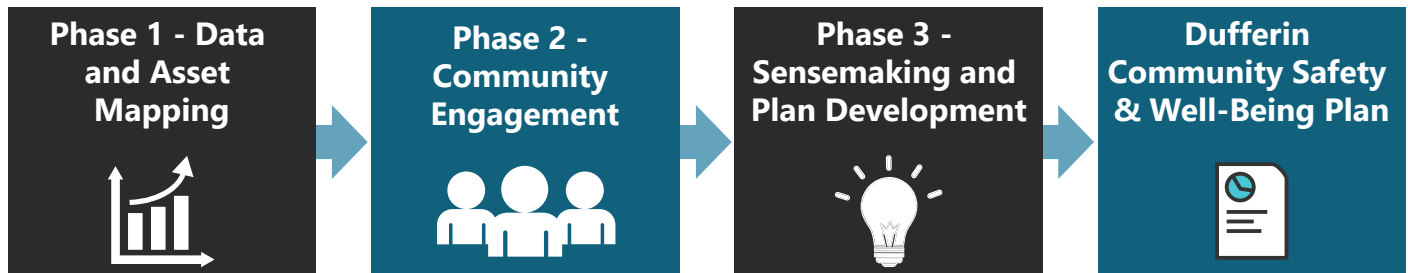 Phase 1 - Data
and Asset
Mapping
Phase 2 -
Community
Engagement
Phase 3 -
Sensemaking and
Plan Development
Dufferin
Community Safety
& Well-Being Plan